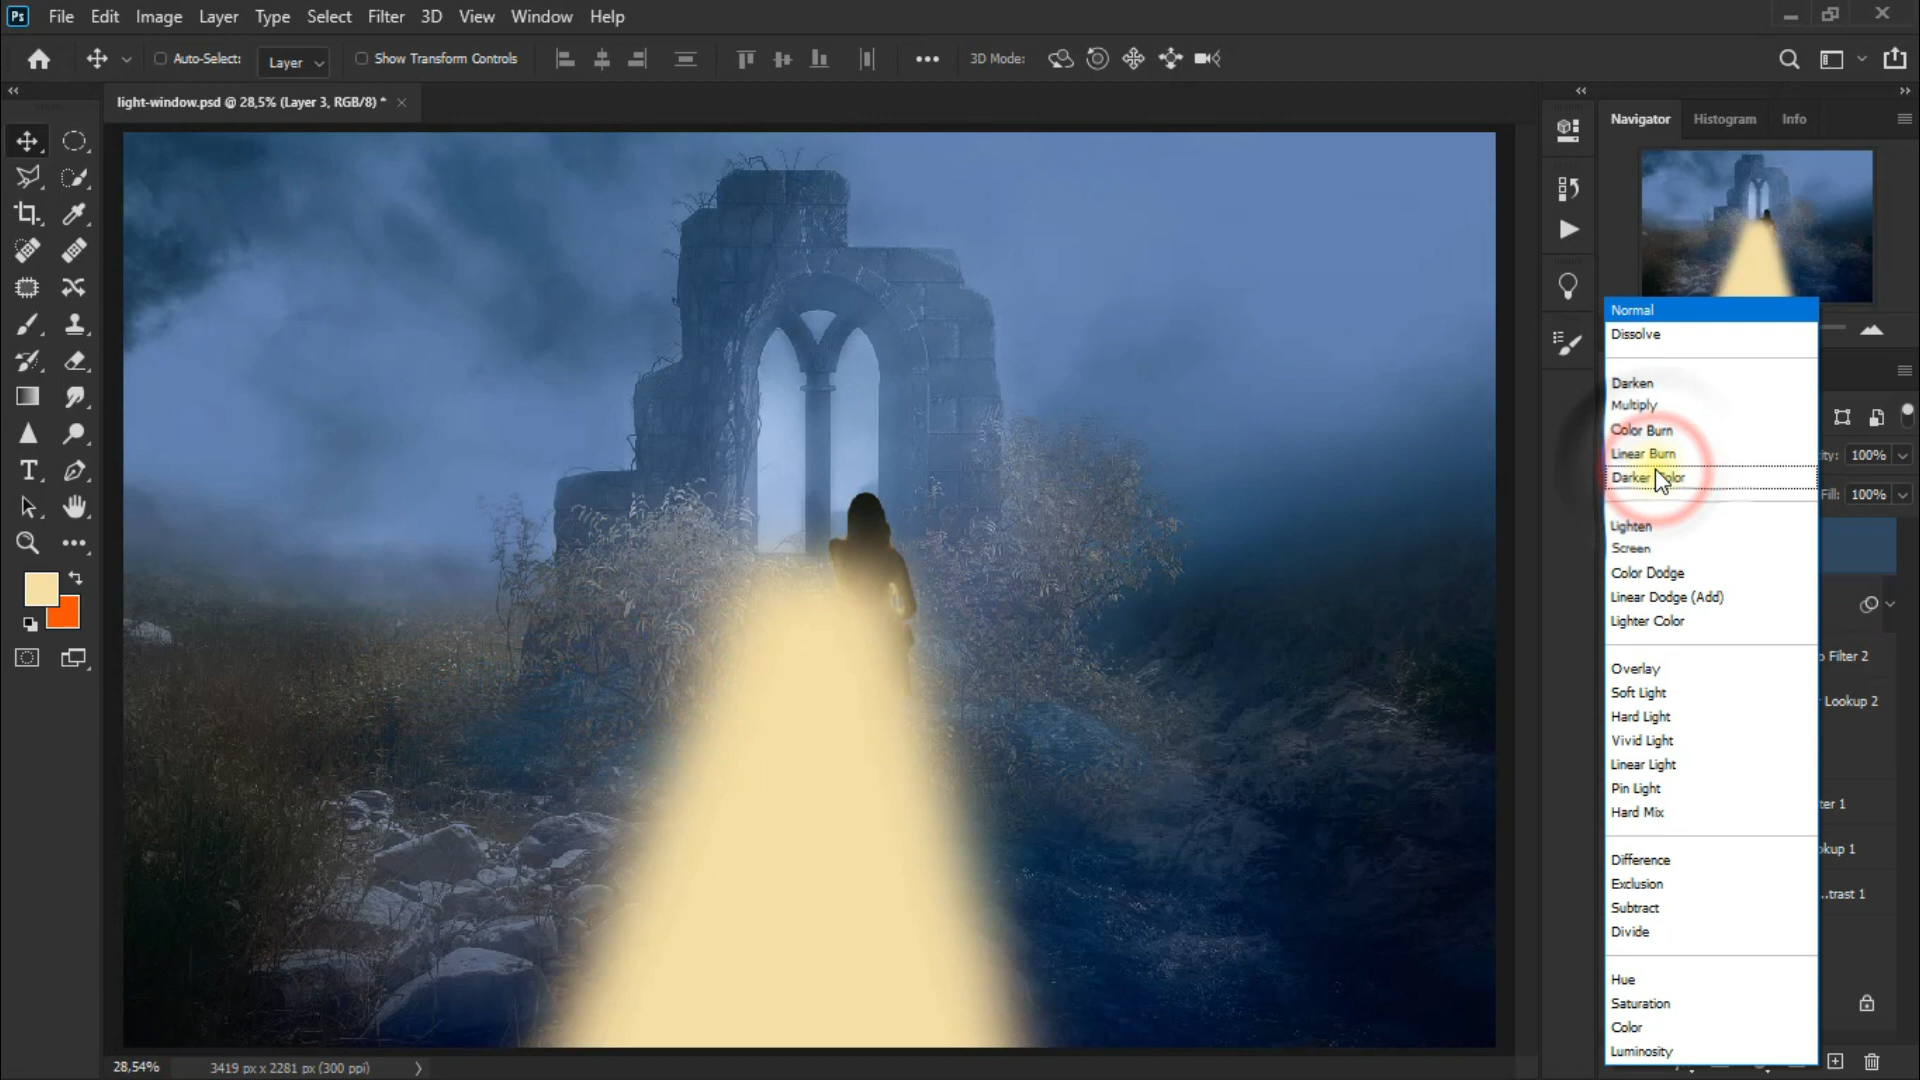 Ps File Edit Image Layer Type Select Filter 3D View Window Help
Auto-Select: Layer Show Transform Controls 3D Mode:
light-window.psd @ 28,5% (Layer 3, RGB/8) *
Navigator Histogram Info
Normal
Dissolve
Darken
Multiply
Color Burn
Linear Burn
Darker Color
Lighten
Screen
Color Dodge
Linear Dodge (Add)
Lighter Color
Overlay
Soft Light
Hard Light
Vivid Light
Linear Light
Pin Light
Hard Mix
Difference
Exclusion
Subtract
Divide
Hue
Saturation
Color
Luminosity
100%
Fill: 100%
Filter 2
Lookup 2
1
1
...trast 1
28,54% 3419 px x 2281 px (300 ppi)